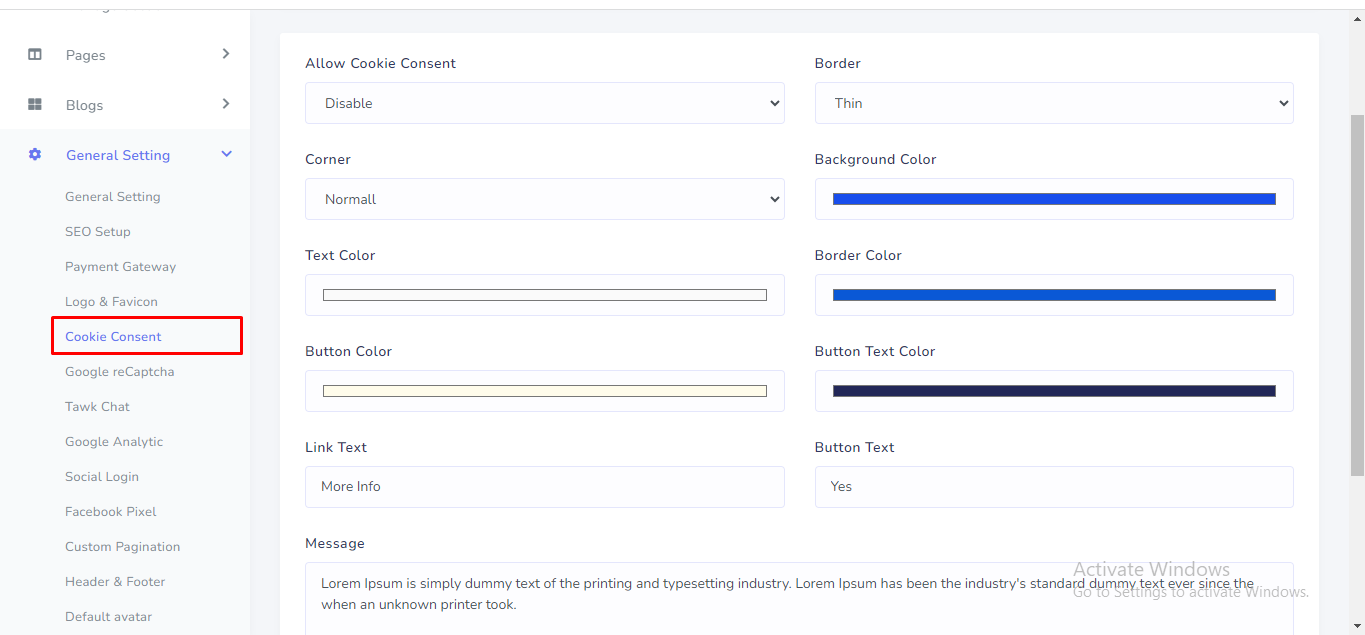 Pages
Blogs
General Setting
General Setting
SEO Setup
Payment Gateway
Logo & Favicon
Cookie Consent
Google reCaptcha
Tawk Chat
Google Analytic
Social Login
Facebook Pixel
Custom Pagination
Header & Footer
Default avatar
Allow Cookie Consent
Disable
Border
Thin
Corner
Normall
Background Color
Text Color
Border Color
Button Color
Button Text Color
Link Text
More Info
Button Text
Yes
Message
Lorem Ipsum is simply dummy text of the printing and typesetting industry. Lorem Ipsum has been the industry's standard dummy text ever since the
when an unknown printer took.
Activate Windows
Go to Settings to activate Windows.